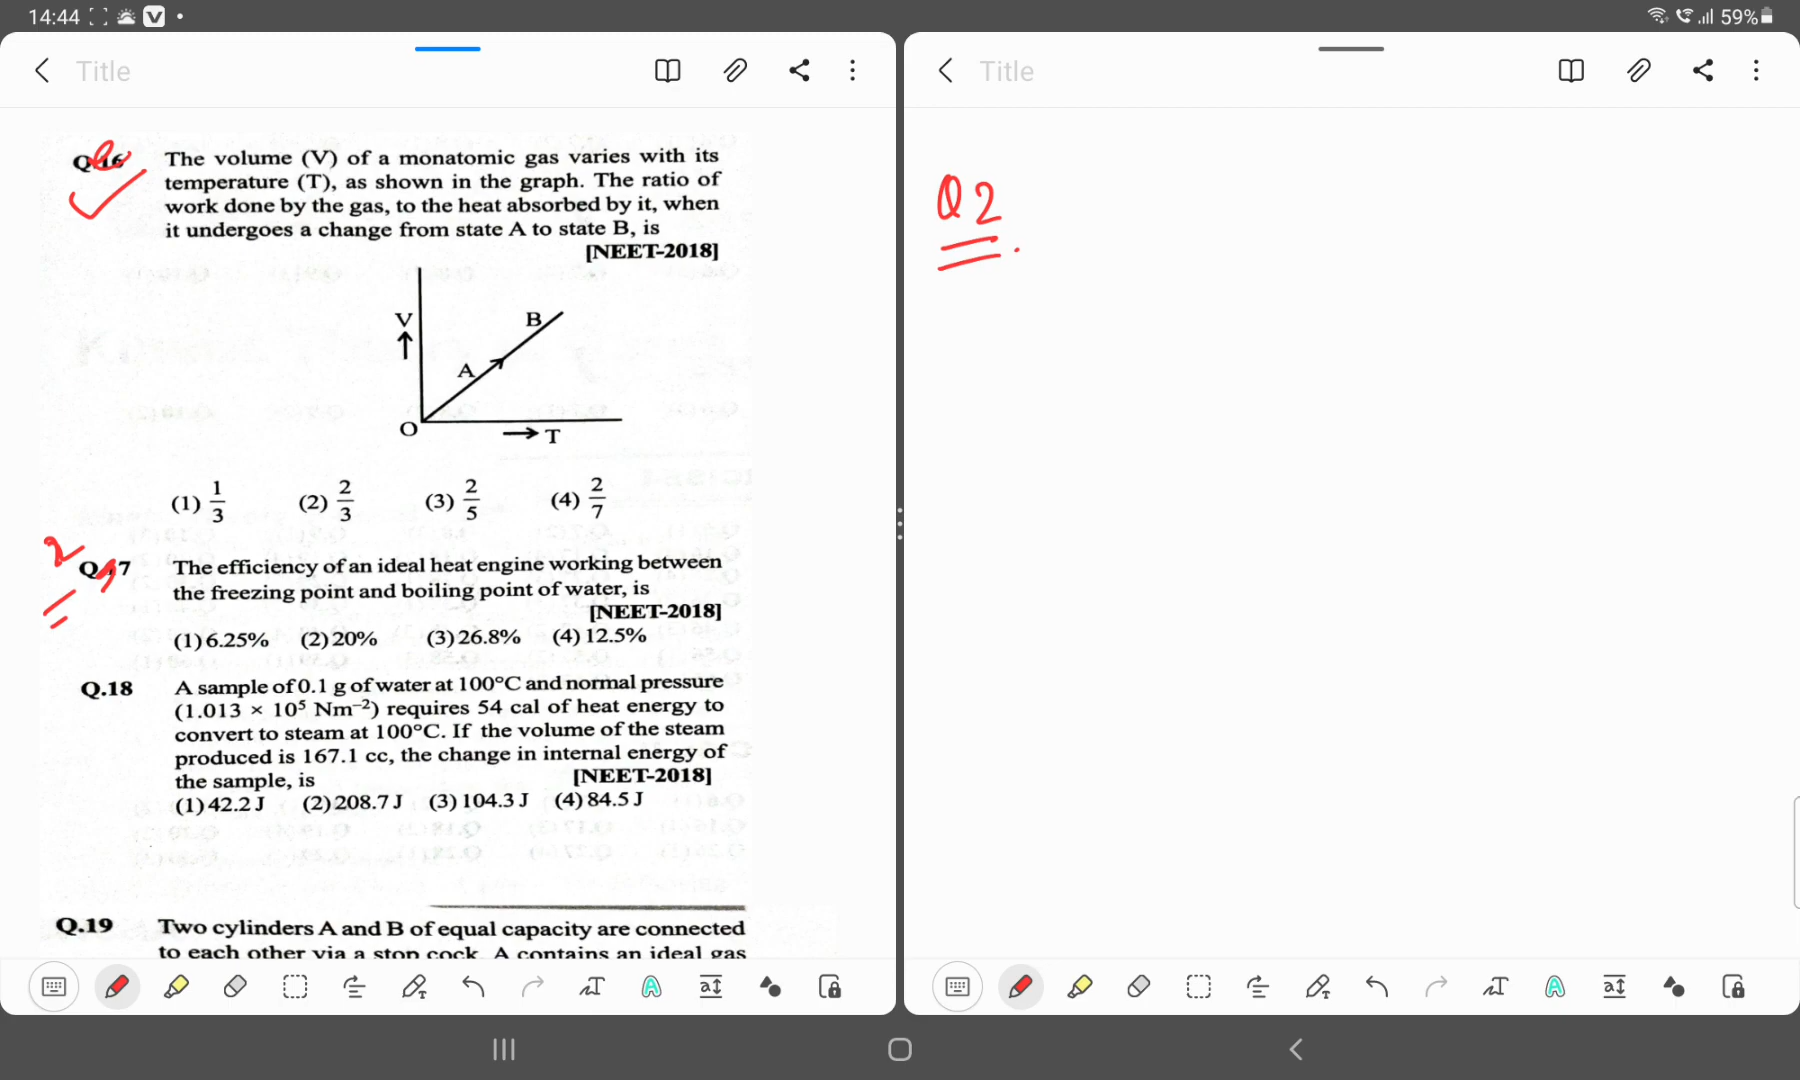 14:44
59%
Title
Title
Q.16 The volume (V) of a monatomic gas varies with its
temperature (T), as shown in the graph. The ratio of
work done by the gas, to the heat absorbed by it, when
it undergoes a change from state A to state B, is
[NEET-2018]
V
B
A
O
T
(1) 1/3 (2) 2/3 (3) 2/5 (4) 2/7
2
Q.17 The efficiency of an ideal heat engine working between
the freezing point and boiling point of water, is
[NEET-2018]
(1) 6.25% (2) 20% (3) 26.8% (4) 12.5%
Q.18 A sample of 0.1 g of water at 100°C and normal pressure
(1.013 × 10⁵ Nm⁻²) requires 54 cal of heat energy to
convert to steam at 100°C. If the volume of the steam
produced is 167.1 cc, the change in internal energy of
the sample, is
[NEET-2018]
(1) 42.2 J (2) 208.7 J (3) 104.3 J (4) 84.5 J
Q.19 Two cylinders A and B of equal capacity are connected
to each other via a stop cock. A contains an ideal gas
Q2